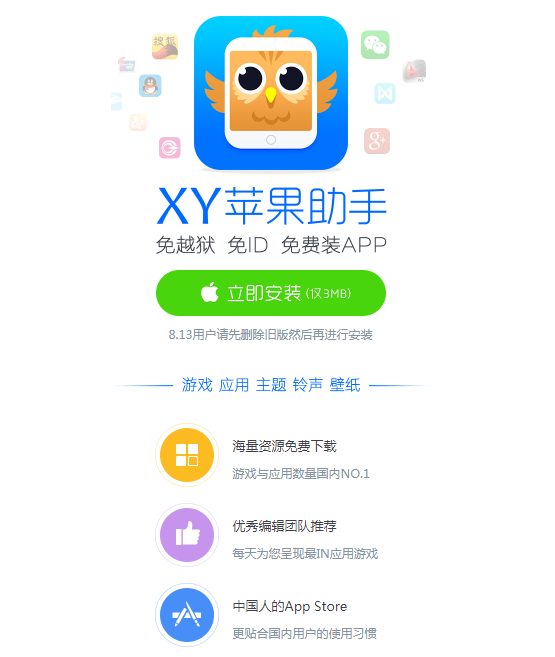 搜狐
XY苹果助手
免越狱 免ID 免费装APP
立即安装(仅3MB)
8.13用户请先删除旧版然后再进行安装
游戏 应用 主题 铃声 壁纸
海量资源免费下载
游戏与应用数量国内NO.1
优秀编辑团队推荐
每天为您呈现最IN应用游戏
中国人的App Store
更贴合国内用户的使用习惯